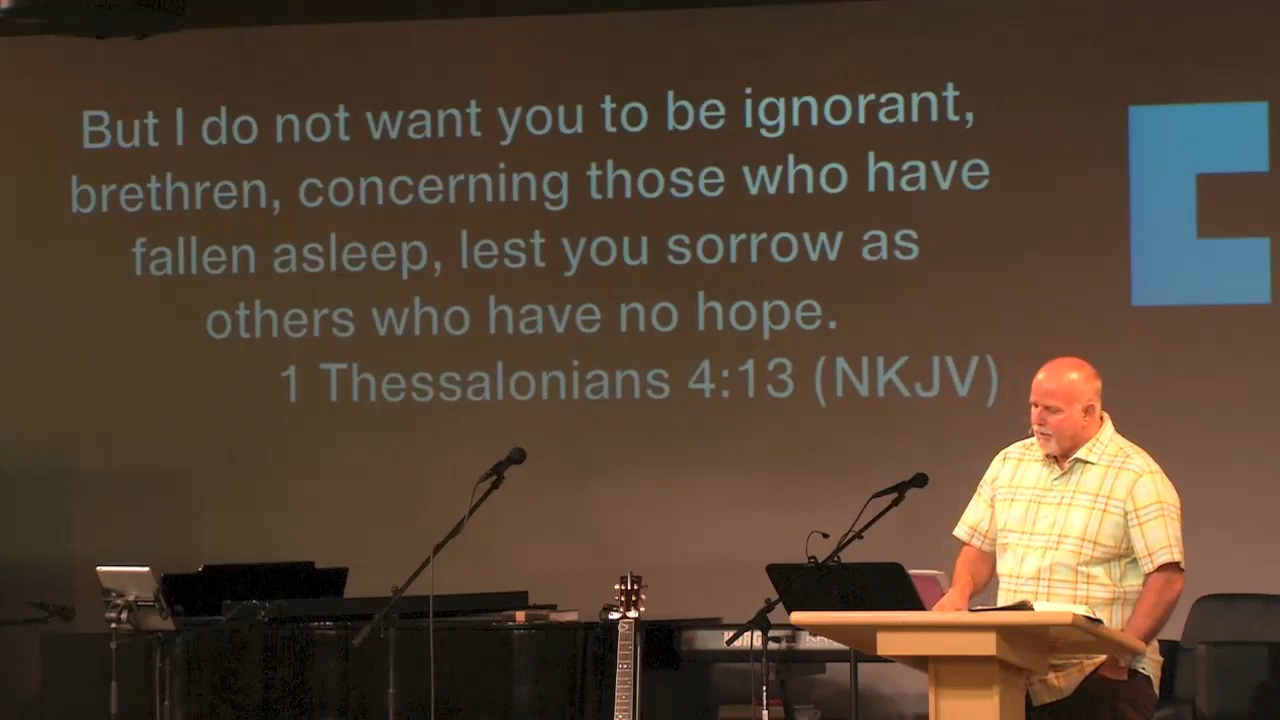 But I do not want you to be ignorant,
brethren, concerning those who have
fallen asleep, lest you sorrow as
others who have no hope.
1 Thessalonians 4:13 (NKJV)